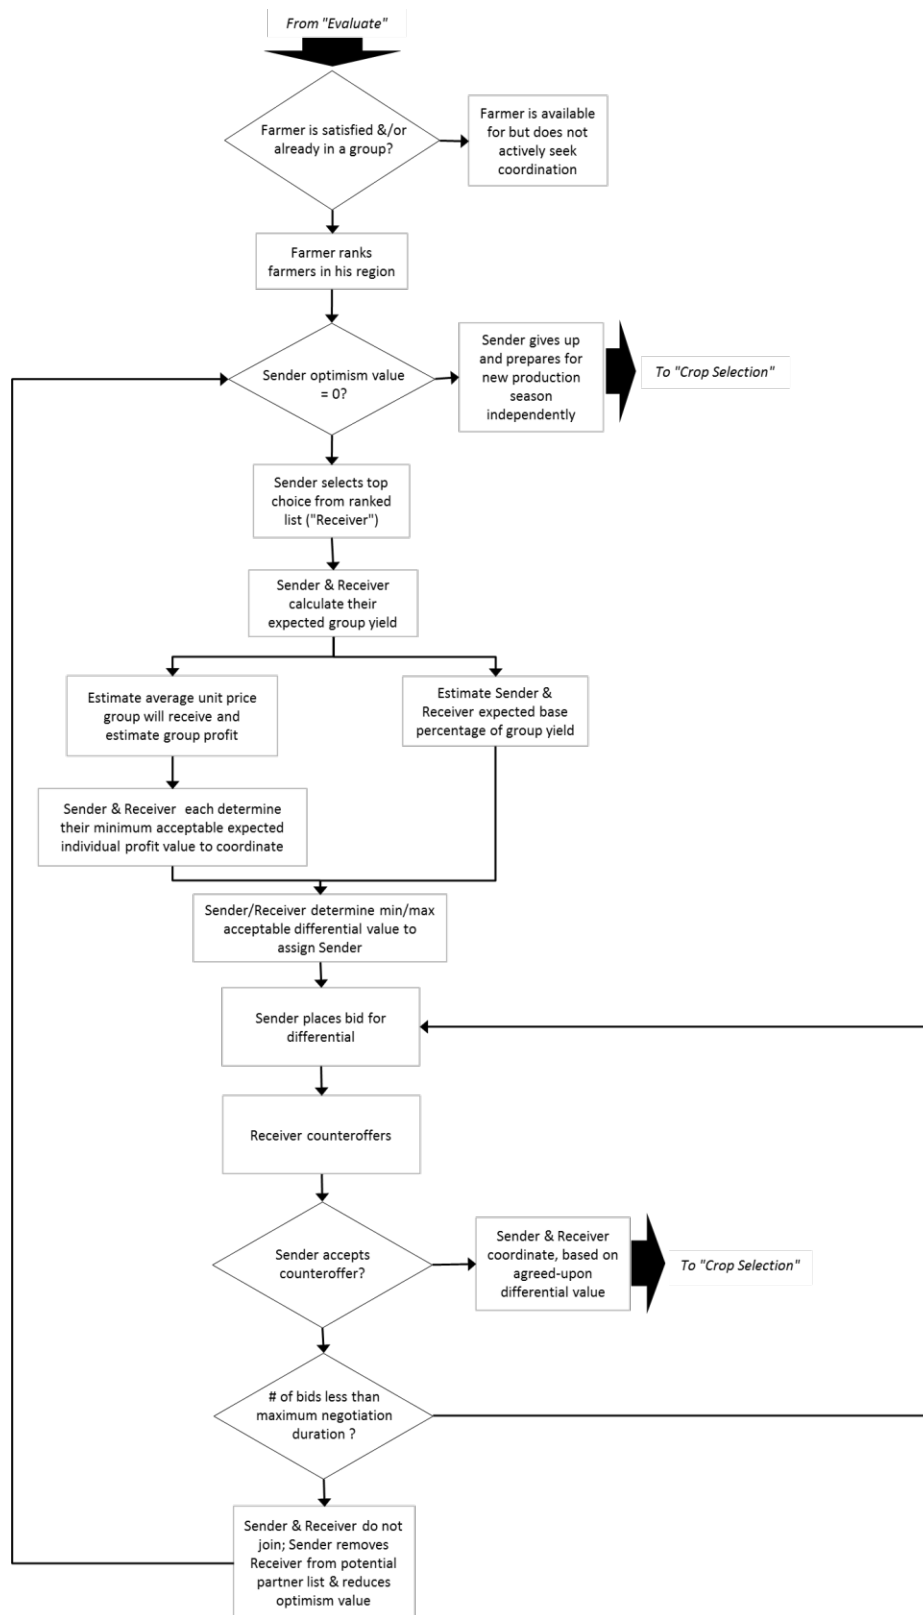 From "Evaluate"
Farmer is satisfied &/or
already in a group?
Farmer is available
for but does not
actively seek
coordination
Farmer ranks
farmers in his region
Sender optimism value
= 0?
Sender gives up
and prepares for
new production
season
independently
To "Crop Selection"
Sender selects top
choice from ranked
list ("Receiver")
Sender & Receiver
calculate their
expected group yield
Estimate average unit price
group will receive and
estimate group profit
Estimate Sender &
Receiver expected base
percentage of group yield
Sender & Receiver each determine
their minimum acceptable expected
individual profit value to coordinate
Sender/Receiver determine min/max
acceptable differential value to
assign Sender
Sender places bid for
differential
Receiver counteroffers
Sender accepts
counteroffer?
Sender & Receiver
coordinate, based on
agreed-upon
differential value
To "Crop Selection"
# of bids less than
maximum negotiation
duration ?
Sender & Receiver do not
join; Sender removes
Receiver from potential
partner list & reduces
optimism value